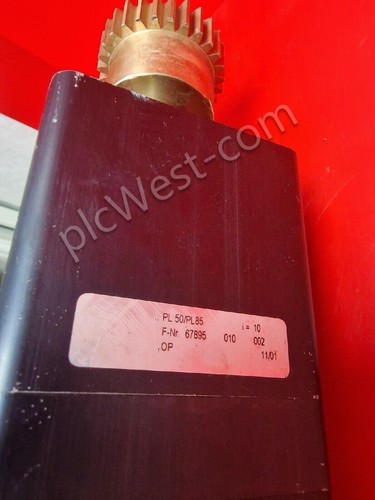 plcWest-com
PL 50/PL85 i = 10
F-Nr. 67895 010 002
OP 11/01